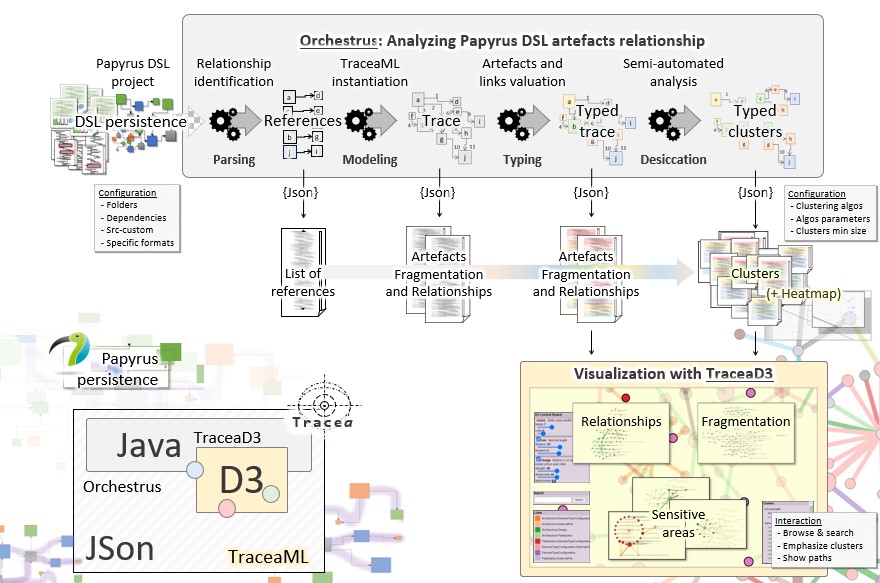 Orchestrus: Analyzing Papyrus DSL artefacts relationship
Papyrus DSL
project
Relationship
identification
TraceaML
instantiation
Artefacts and
links valuation
Semi-automated
analysis
DSL persistence
References
Trace
Typed
trace
Typed
clusters
Parsing
Modeling
Typing
Desiccation
Configuration
- Folders
- Dependencies
- Src-custom
- Specific formats
{Json}
{Json}
{Json}
{Json}
Configuration
- Clustering algos
- Algos parameters
- Clusters min size
List of
references
Artefacts
Fragmentation
and Relationships
Artefacts
Fragmentation
and Relationships
Clusters
(+ Heatmap)
Papyrus
persistence
Tracea
Java
TraceaD3
D3
Orchestrus
JSon
TraceaML
Visualization with TraceaD3
Relationships
Fragmentation
Sensitive
areas
Interaction
- Browse & search
- Emphasize clusters
- Show paths